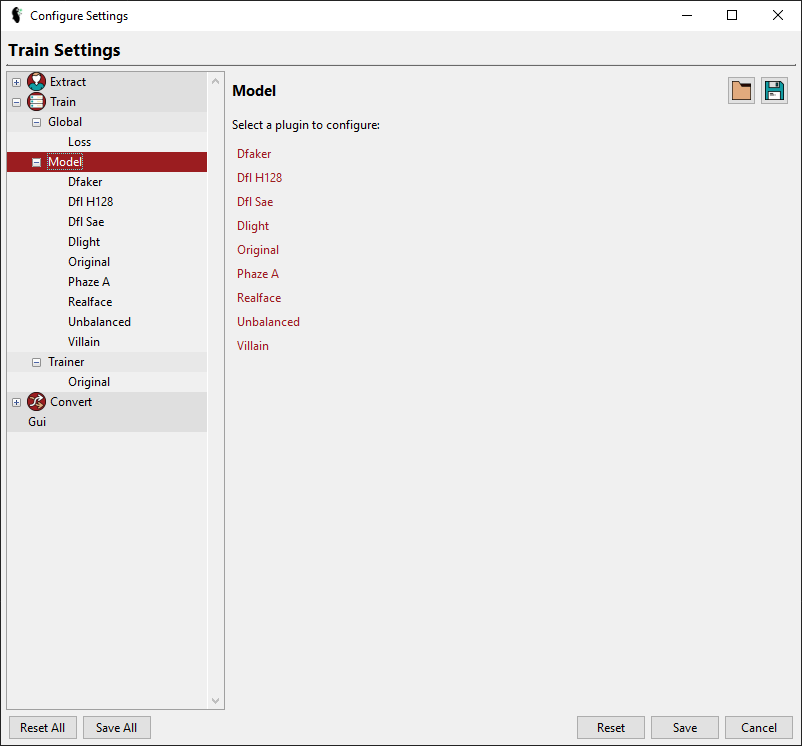 Configure Settings
Train Settings
Extract
Train
Global
Loss
Model
Dfaker
Dfl H128
Dfl Sae
Dlight
Original
Phaze A
Realface
Unbalanced
Villain
Trainer
Original
Convert
Gui
Model
Select a plugin to configure:
Dfaker
Dfl H128
Dfl Sae
Dlight
Original
Phaze A
Realface
Unbalanced
Villain
Reset All Save All Reset Save Cancel